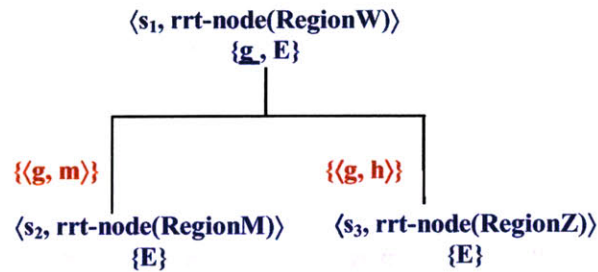 ⟨s₁, rrt-node(RegionW)⟩
{g , E}
{⟨g, m⟩} {⟨g, h⟩}
⟨s₂, rrt-node(RegionM)⟩ ⟨s₃, rrt-node(RegionZ)⟩
{E} {E}